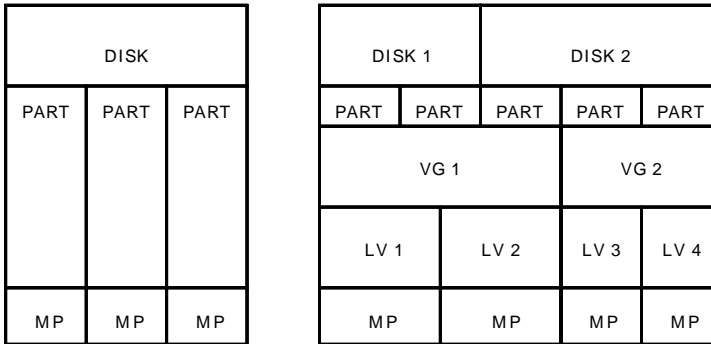 DISK
PART PART PART
MP MP MP
DISK 1 DISK 2
PART PART PART PART PART
VG 1 VG 2
LV 1 LV 2 LV 3 LV 4
MP MP MP MP